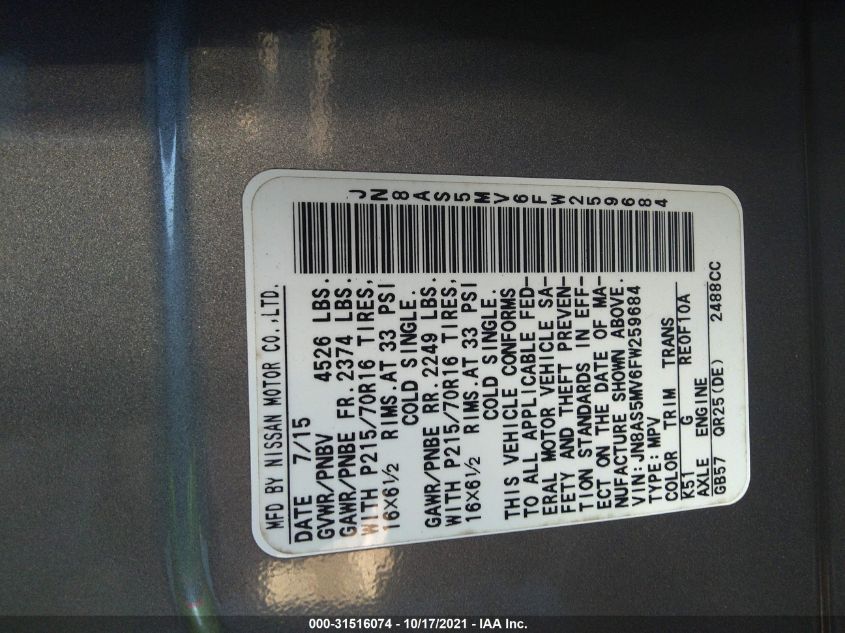 MFD BY NISSAN MOTOR CO.,LTD.
DATE 7/15
GVWR/PNBV 4526 LBS.
GAWR/PNBE FR. 2374 LBS.
WITH P215/70R16 TIRES,
16X6½ RIMS.AT 33 PSI
COLD SINGLE.
GAWR/PNBE RR. 2249 LBS.
WITH P215/70R16 TIRES,
16X6½ RIMS.AT 33 PSI
COLD SINGLE.
THIS VEHICLE CONFORMS
TO ALL APPLICABLE FED-
ERAL MOTOR VEHICLE SA-
FETY AND THEFT PREVEN-
TION STANDARDS IN EFF-
ECT ON THE DATE OF MA-
NUFACTURE SHOWN ABOVE.
VIN:JN8AS5MV6FW259684
TYPE:MPV
COLOR TRIM TRANS
K51 G RE0F10A
AXLE ENGINE
GB57 QR25(DE) 2488CC
JN8AS5MV6FW259684
000-31516074 - 10/17/2021 - IAA Inc.